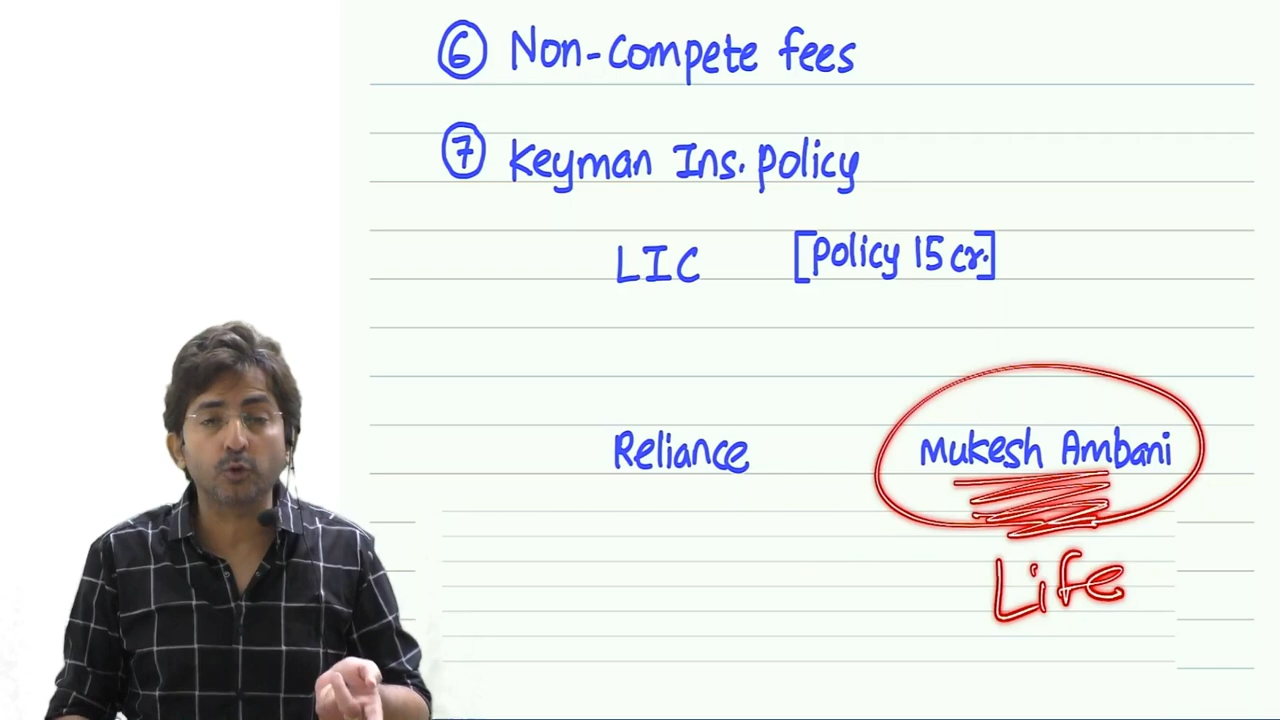 ⑥ Non-Compete fees
⑦ Keyman Ins. policy
LIC [Policy 15 cr.]
Reliance Mukesh Ambani
Life